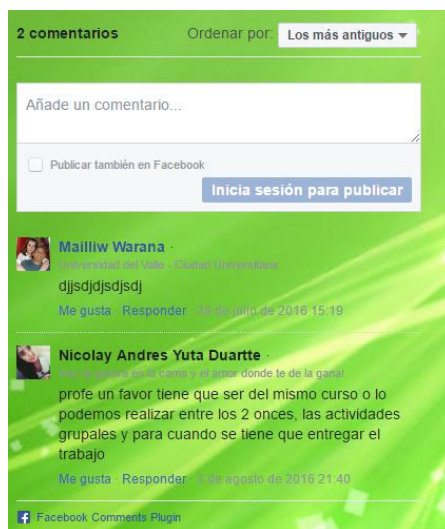 2 comentarios
Ordenar por: Los más antiguos
Añade un comentario...
Publicar también en Facebook
Inicia sesión para publicar
Mailliw Warana ·
Universidad del Valle - Ciudad Universitaria
djjsdjdjsdjsdj
Me gusta · Responder · 28 de julio de 2016 15:19
Nicolay Andres Yuta Duartte ·
en la cama y el amor donde te de la gana!
profe un favor tiene que ser del mismo curso o lo
podemos realizar entre los 2 onces, las actividades
grupales y para cuando se tiene que entregar el
trabajo
Me gusta · Responder · 3 de agosto de 2016 21:40
Facebook Comments Plugin